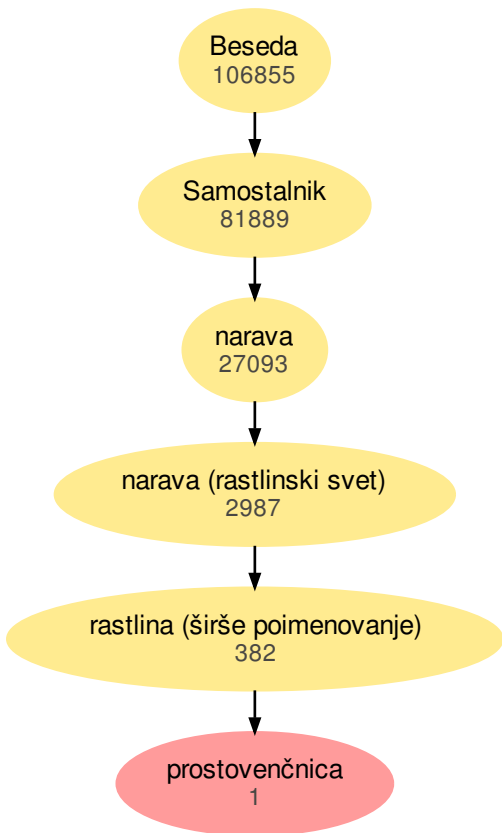 Beseda
106855
Samostalnik
81889
narava
27093
narava (rastlinski svet)
2987
rastlina (širše poimenovanje)
382
prostovenčnica
1